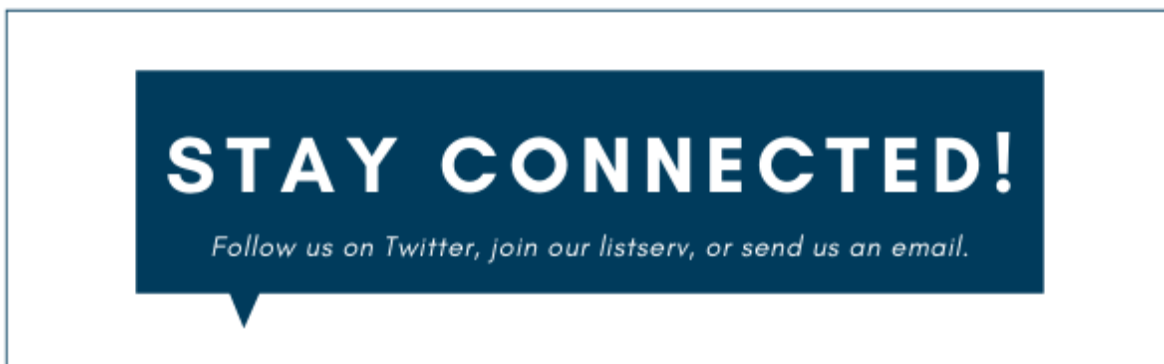 STAY CONNECTED!
Follow us on Twitter, join our listserv, or send us an email.